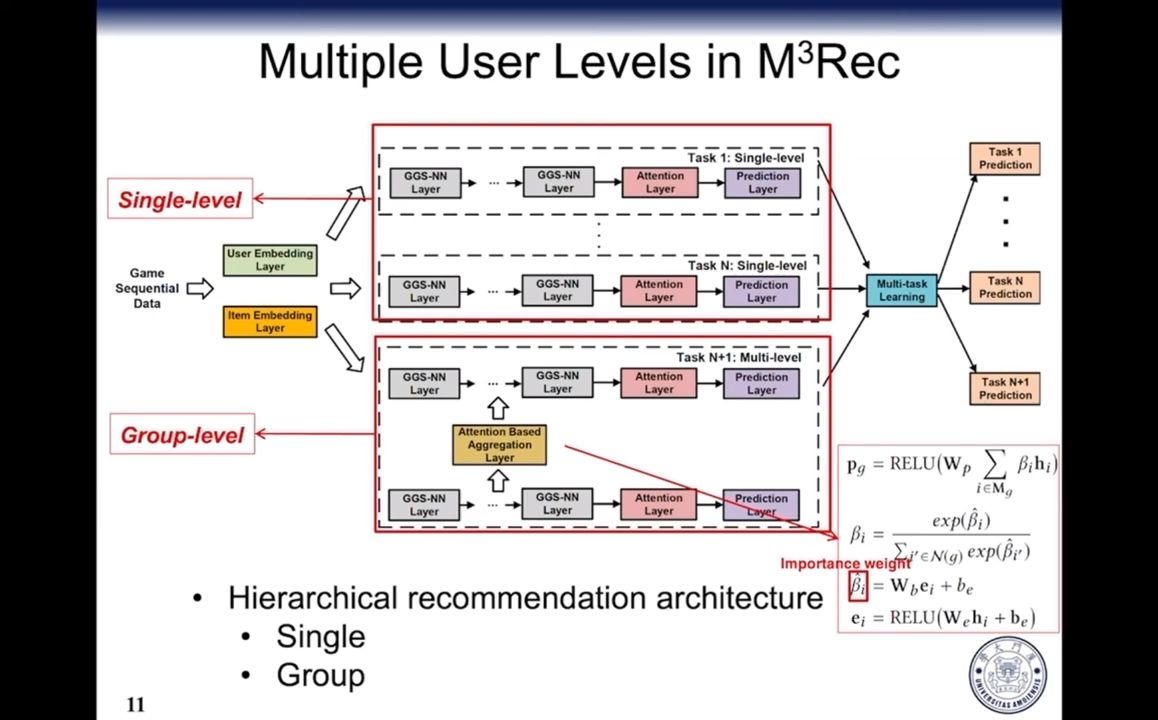 Multiple User Levels in M³Rec
Task 1: Single-level
GGS-NN
Layer
...
GGS-NN
Layer
Attention
Layer
Prediction
Layer
Task 1
Prediction
Single-level
Task N: Single-level
GGS-NN
Layer
...
GGS-NN
Layer
Attention
Layer
Prediction
Layer
User Embedding
Layer
Game
Sequential
Data
Item Embedding
Layer
Multi-task
Learning
Task N
Prediction
Task N+1: Multi-level
GGS-NN
Layer
...
GGS-NN
Layer
Attention
Layer
Prediction
Layer
Task N+1
Prediction
Group-level
Attention Based
Aggregation
Layer
GGS-NN
Layer
...
GGS-NN
Layer
Attention
Layer
Prediction
Layer
p_g = RELU(W_p ∑_{i∈M_g} β_i h_i)
β_i = exp(β̂_i) / ∑_{i'∈N(g)} exp(β̂_{i'})
Importance weight
β̂_i = W_b e_i + b_e
e_i = RELU(W_e h_i + b_e)
• Hierarchical recommendation architecture
• Single
• Group
11
UNIVERSITAS AMOIENSIS